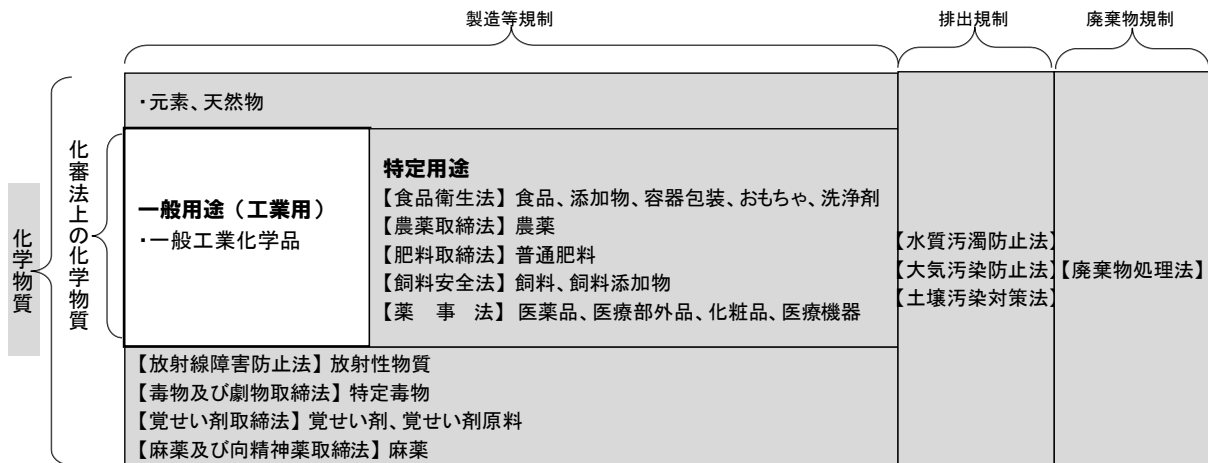 製造等規制
排出規制
廃棄物規制
化学物質
化審法上の化学物質
・元素、天然物
一般用途（工業用）
・一般工業化学品
特定用途
【食品衛生法】食品、添加物、容器包装、おもちゃ、洗浄剤
【農薬取締法】農薬
【肥料取締法】普通肥料
【飼料安全法】飼料、飼料添加物
【薬　事　法】医薬品、医療部外品、化粧品、医療機器
【放射線障害防止法】放射性物質
【毒物及び劇物取締法】特定毒物
【覚せい剤取締法】覚せい剤、覚せい剤原料
【麻薬及び向精神薬取締法】麻薬
【水質汚濁防止法】
【大気汚染防止法】
【土壌汚染対策法】
【廃棄物処理法】